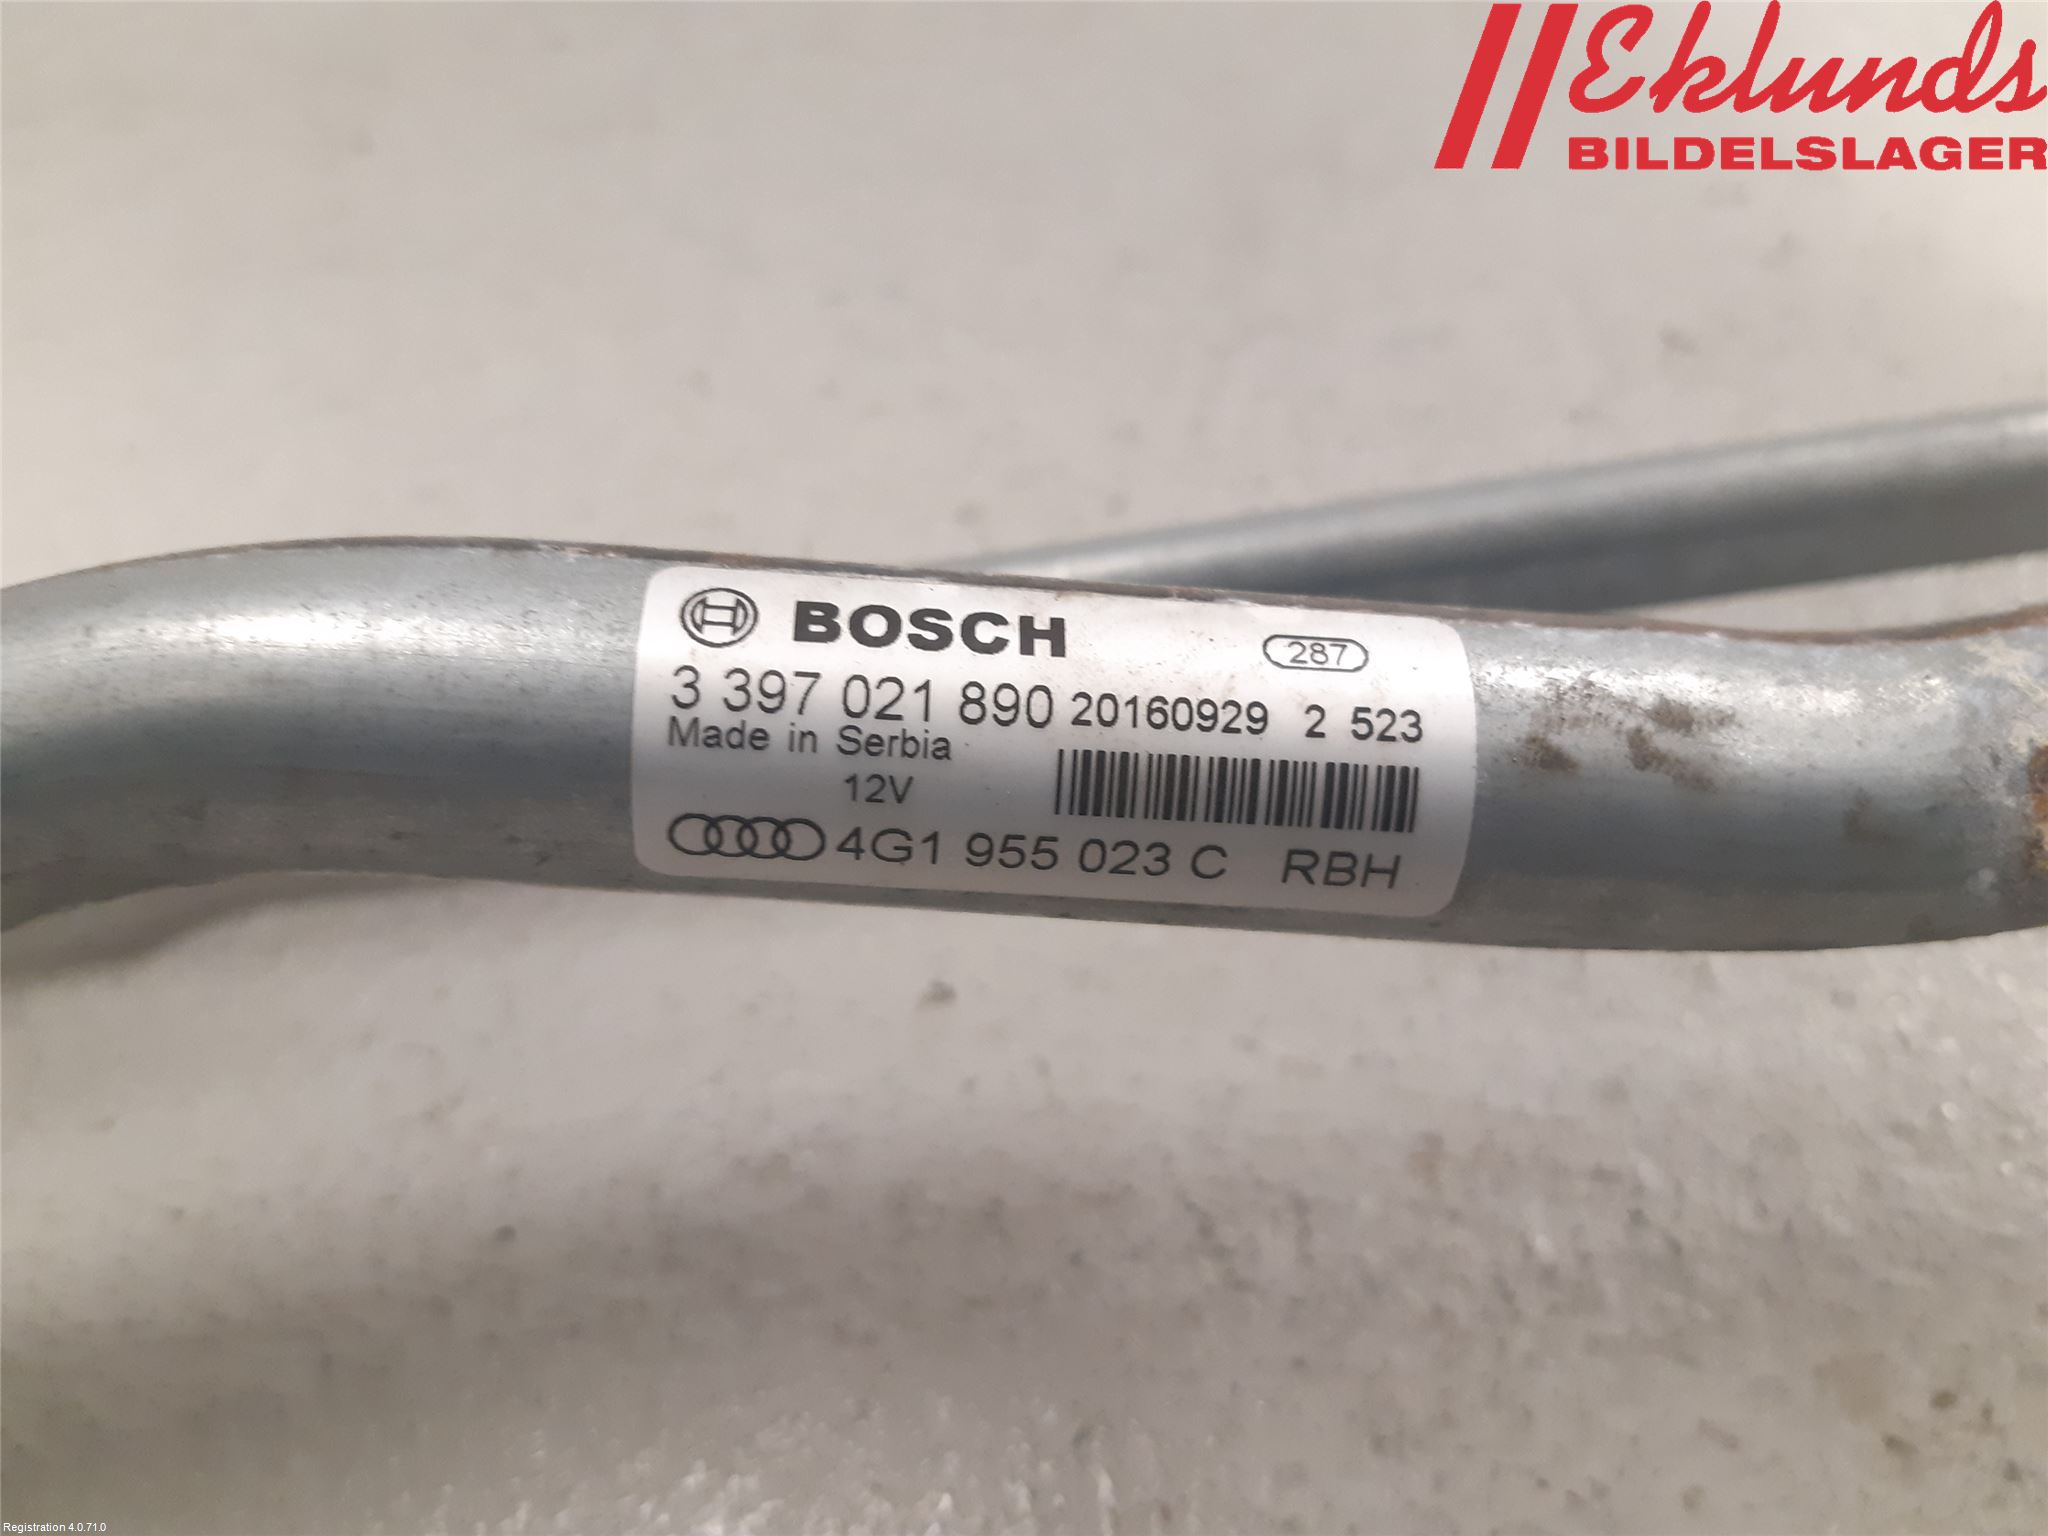 Eklunds
BILDELSLAGER
BOSCH
287
3 397 021 890 20160929 2 523
Made in Serbia
12V
4G1 955 023 C RBH
Registration 4.0.71.0